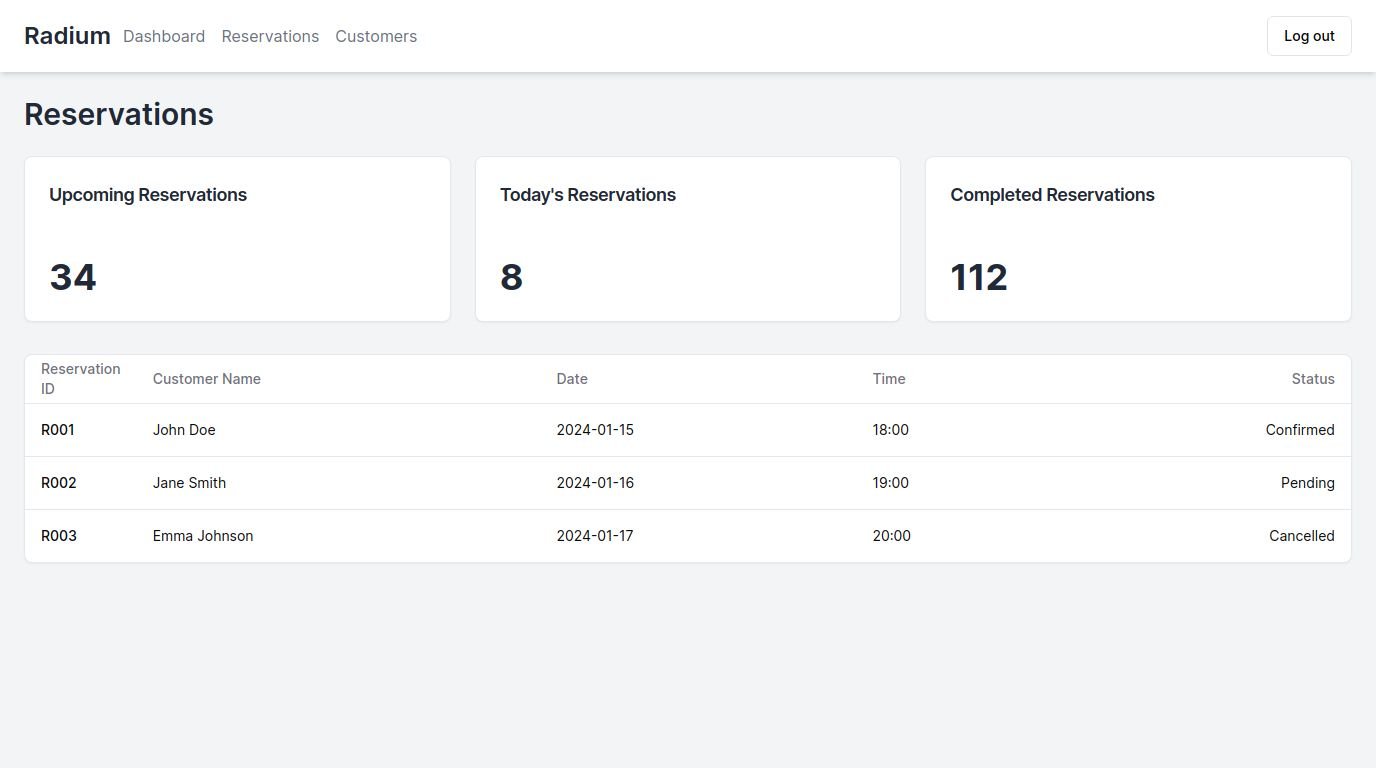 Radium Dashboard Reservations Customers Log out
Reservations
Upcoming Reservations
34
Today's Reservations
8
Completed Reservations
112
Reservation ID Customer Name Date Time Status
R001 John Doe 2024-01-15 18:00 Confirmed
R002 Jane Smith 2024-01-16 19:00 Pending
R003 Emma Johnson 2024-01-17 20:00 Cancelled